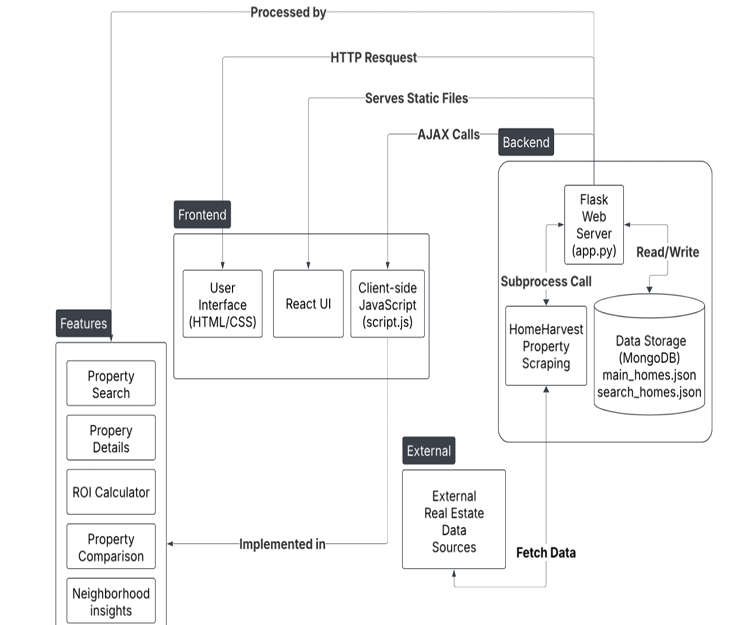 Processed by
HTTP Resquest
Serves Static Files
AJAX Calls
Backend
Flask
Web
Server
(app.py)
Read/Write
Subprocess Call
HomeHarvest
Property
Scraping
Data Storage
(MongoDB)
main_homes.json
search_homes.json
Frontend
User
Interface
(HTML/CSS)
React UI
Client-side
JavaScript
(script.js)
Features
Property
Search
Propery
Details
ROI Calculator
Property
Comparison
Neighborhood
insights
Implemented in
External
External
Real Estate
Data
Sources
Fetch Data